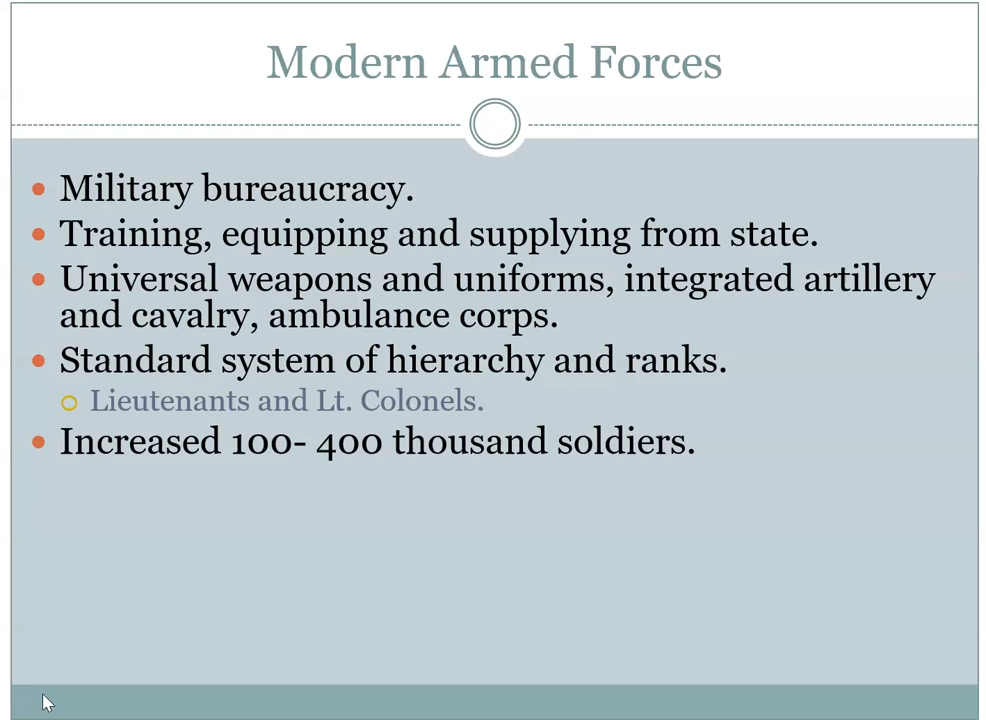 Modern Armed Forces
Military bureaucracy.
Training, equipping and supplying from state.
Universal weapons and uniforms, integrated artillery
and cavalry, ambulance corps.
Standard system of hierarchy and ranks.
Lieutenants and Lt. Colonels.
Increased 100- 400 thousand soldiers.